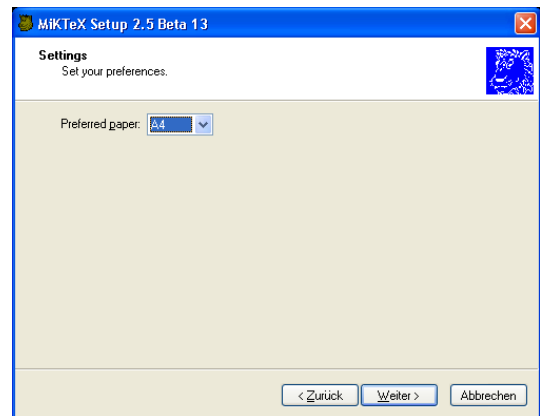 MiKTeX Setup 2.5 Beta 13
Settings
Set your preferences.
Preferred paper: A4
< Zurück Weiter > Abbrechen